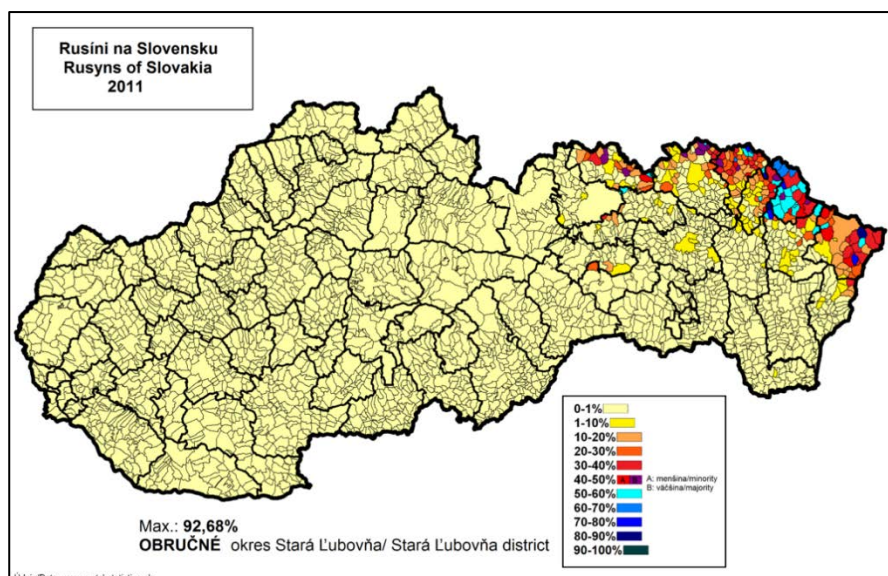 Rusíni na Slovensku
Rusyns of Slovakia
2011
0-1%
1-10%
10-20%
20-30%
30-40%
40-50% A B A: menšina/minority
B: väčšina/majority
50-60%
60-70%
70-80%
80-90%
90-100%
Max.: 92,68%
OBRUČNÉ okres Stará Ľubovňa/ Stará Ľubovňa district